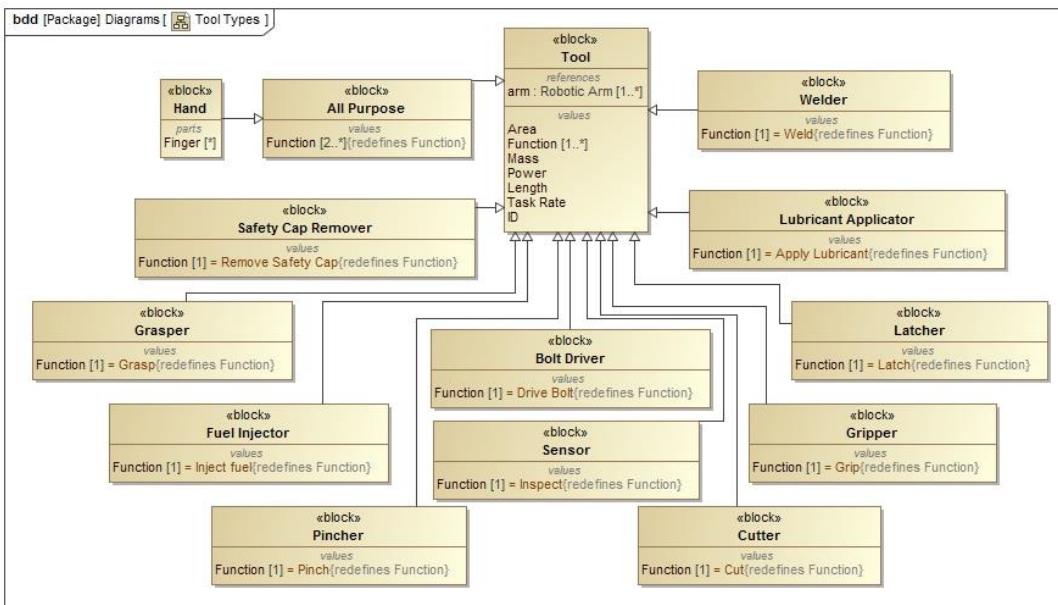 bdd [Package] Diagrams [ Tool Types ]
«block»
Tool
references
arm : Robotic Arm [1..*]
values
Area
Function [1..*]
Mass
Power
Length
Task Rate
ID
«block»
Hand
parts
Finger [*]
«block»
All Purpose
values
Function [2..*]{redefines Function}
«block»
Welder
values
Function [1] = Weld{redefines Function}
«block»
Safety Cap Remover
values
Function [1] = Remove Safety Cap{redefines Function}
«block»
Lubricant Applicator
values
Function [1] = Apply Lubricant{redefines Function}
«block»
Grasper
values
Function [1] = Grasp{redefines Function}
«block»
Bolt Driver
values
Function [1] = Drive Bolt{redefines Function}
«block»
Latcher
values
Function [1] = Latch{redefines Function}
«block»
Fuel Injector
values
Function [1] = Inject fuel{redefines Function}
«block»
Sensor
values
Function [1] = Inspect{redefines Function}
«block»
Gripper
values
Function [1] = Grip{redefines Function}
«block»
Pincher
values
Function [1] = Pinch{redefines Function}
«block»
Cutter
values
Function [1] = Cut{redefines Function}